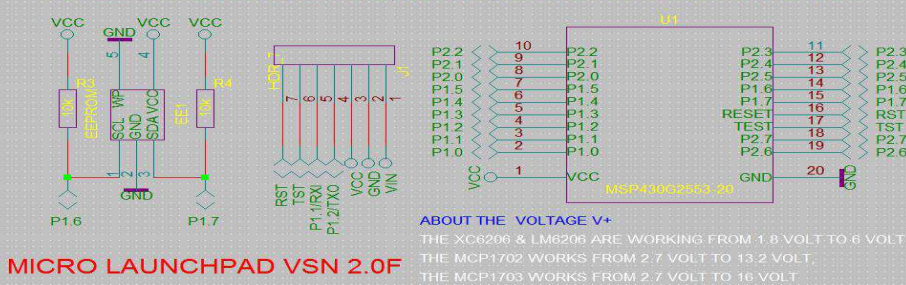 VCC
GND
VCC
VCC
5
4
R3
10k
EEPROM
SCL
WP
GND
SDA
VCC
EE1
R4
10k
1
2
3
GND
P1.6
P1.7
J1
7
6
5
5
4
3
2
1
RST
TST
P1.1/RXI
P1.2/TXO
VCC
GND
VIN
U1
P2.2 10 P2.2
P2.1 9 P2.1
P2.0 8 P2.0
P1.5 7 P1.5
P1.4 6 P1.4
P1.3 5 P1.3
P1.2 4 P1.2
P1.1 3 P1.1
P1.0 2 P1.0
VCC 1 VCC
P2.3 11 P2.3
P2.4 12 P2.4
P2.5 13 P2.5
P1.6 14 P1.6
P1.7 15 P1.7
RESET 16 RST
TEST 17 TST
P2.7 18 P2.7
P2.6 19 P2.6
GND 20 GND
MSP430G2553-20
ABOUT THE VOLTAGE V+
THE XC6206 & LM6206 ARE WORKING FROM 1.8 VOLT TO 6 VOLT
THE MCP1702 WORKS FROM 2.7 VOLT TO 13.2 VOLT,
THE MCP1703 WORKS FROM 2.7 VOLT TO 16 VOLT
MICRO LAUNCHPAD VSN 2.0F